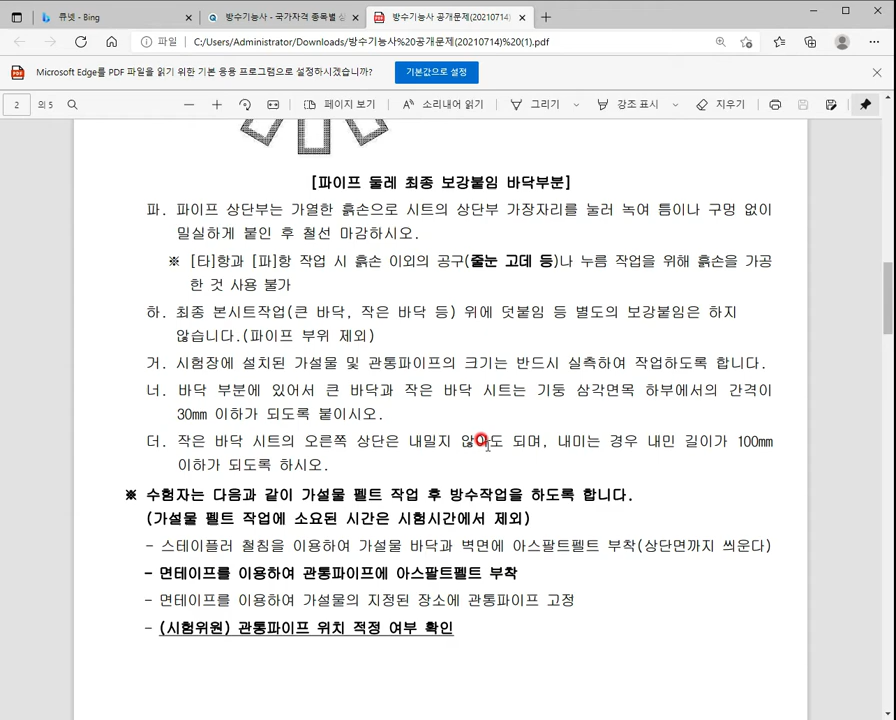 큐넷 - Bing
방수기능사 - 국가자격 종목별 상
방수기능사 공개문제(20210714)
파일
C:/Users/Administrator/Downloads/방수기능사%20공개문제(20210714)%20(1).pdf
Microsoft Edge를 PDF 파일을 읽기 위한 기본 응용 프로그램으로 설정하시겠습니까?
기본값으로 설정
2 의 5
페이지 보기
소리내어 읽기
그리기
강조 표시
지우기
[파이프 둘레 최종 보강붙임 바닥부분]
파. 파이프 상단부는 가열한 흙손으로 시트의 상단부 가장자리를 눌러 녹여 틈이나 구멍 없이
밀실하게 붙인 후 철선 마감하시오.
※ [타]항과 [파]항 작업 시 흙손 이외의 공구(줄눈 고데 등)나 누름 작업을 위해 흙손을 가공
한 것 사용 불가
하. 최종 본시트작업(큰 바닥, 작은 바닥 등) 위에 덧붙임 등 별도의 보강붙임은 하지
않습니다.(파이프 부위 제외)
거. 시험장에 설치된 가설물 및 관통파이프의 크기는 반드시 실측하여 작업하도록 합니다.
너. 바닥 부분에 있어서 큰 바닥과 작은 바닥 시트는 기둥 삼각면목 하부에서의 간격이
30mm 이하가 되도록 붙이시오.
더. 작은 바닥 시트의 오른쪽 상단은 내밀지 않아도 되며, 내미는 경우 내민 길이가 100mm
이하가 되도록 하시오.
※ 수험자는 다음과 같이 가설물 펠트 작업 후 방수작업을 하도록 합니다.
(가설물 펠트 작업에 소요된 시간은 시험시간에서 제외)
- 스테이플러 철침을 이용하여 가설물 바닥과 벽면에 아스팔트펠트 부착(상단면까지 씌운다)
- 면테이프를 이용하여 관통파이프에 아스팔트펠트 부착
- 면테이프를 이용하여 가설물의 지정된 장소에 관통파이프 고정
- (시험위원) 관통파이프 위치 적정 여부 확인